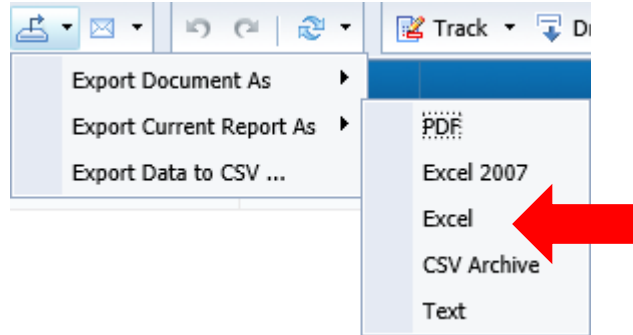 Track
Export Document As
Export Current Report As
Export Data to CSV ...
PDF
Excel 2007
Excel
CSV Archive
Text